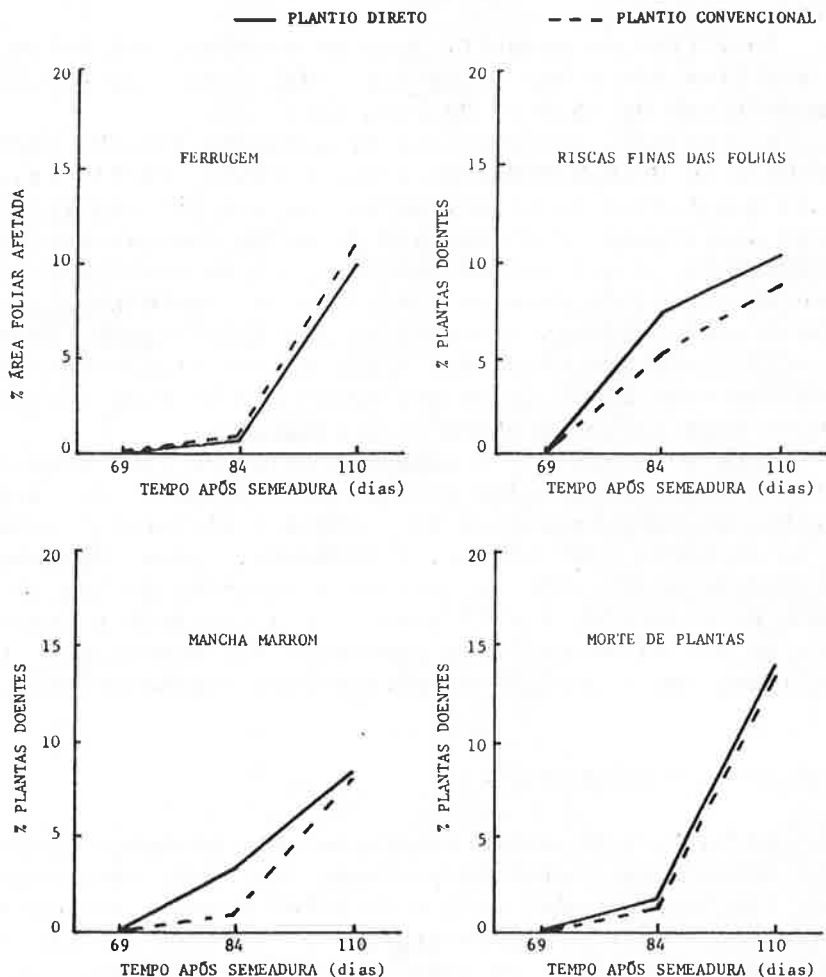 PLANTIO DIRETO
PLANTIO CONVENCIONAL
20
15
10
5
0
% ÁREA FOLIAR AFETADA
FERRUGEM
69 84 110
TEMPO APÓS SEMEADURA (dias)
20
15
10
5
0
% PLANTAS DOENTES
RISCAS FINAS DAS FOLHAS
69 84 110
TEMPO APÓS SEMEADURA (dias)
20
15
10
5
0
% PLANTAS DOENTES
MANCHA MARROM
69 84 110
TEMPO APÓS SEMEADURA (dias)
20
15
10
5
0
% PLANTAS DOENTES
MORTE DE PLANTAS
69 84 110
TEMPO APÓS SEMEADURA (dias)